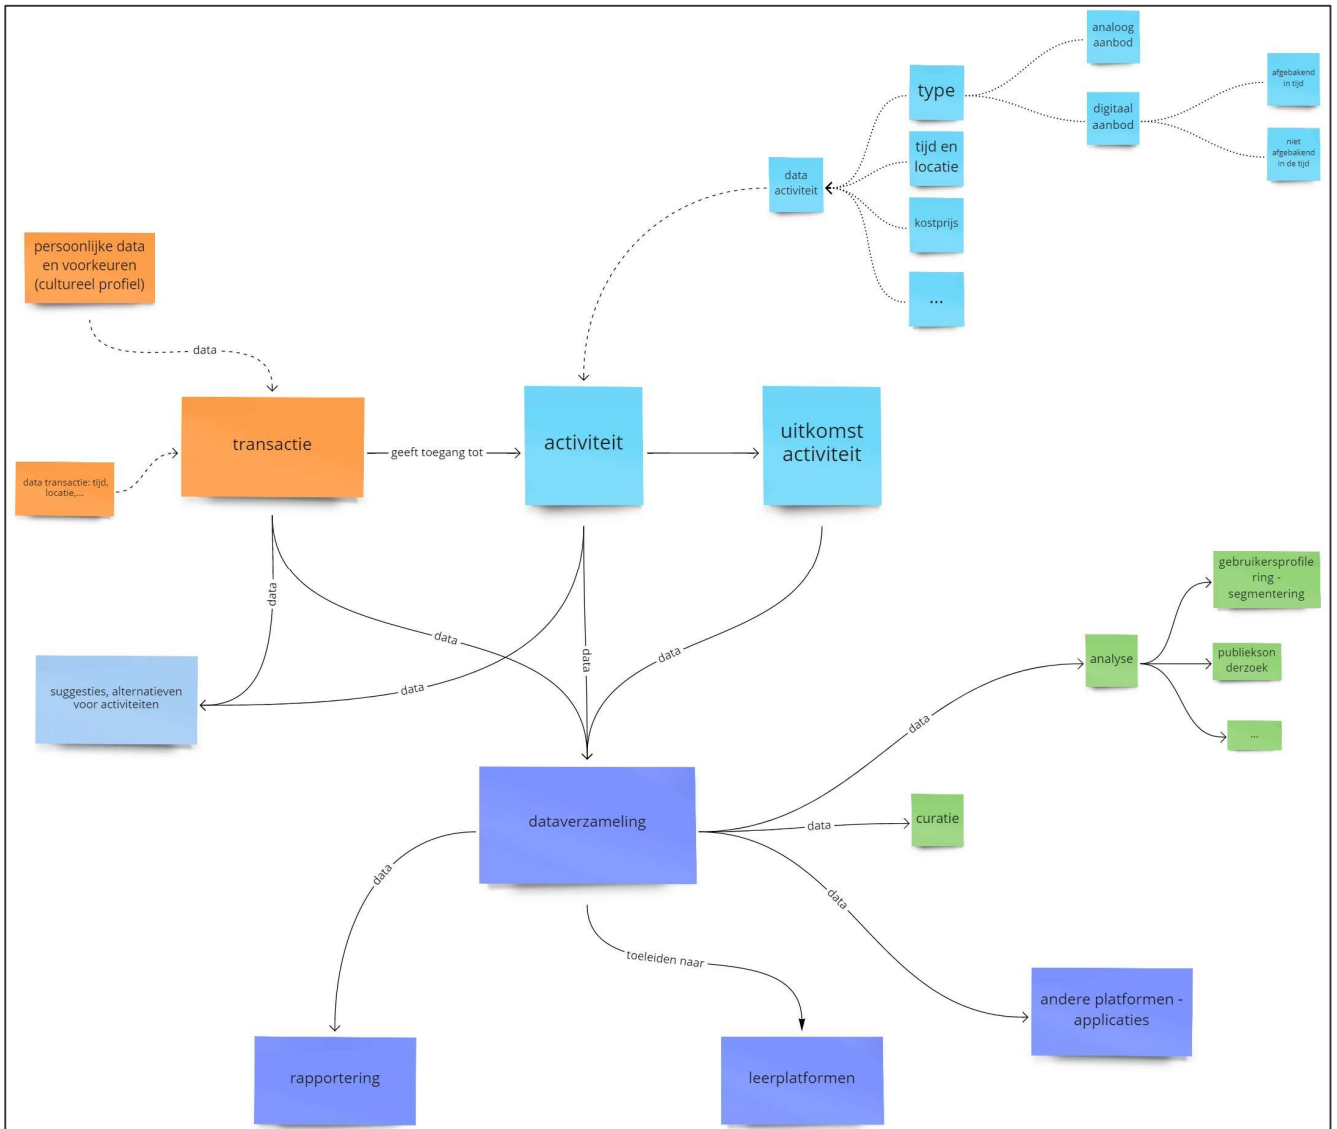 analoog
aanbod
type
afgebakend
in tijd
digitaal
aanbod
tijd en
locatie
niet
afgebakend
in de tijd
data
activiteit
kostprijs
...
persoonlijke data
en voorkeuren
(cultureel profiel)
data
transactie
geeft toegang tot
activiteit
uitkomst
activiteit
data transactie: tijd,
locatie,...
data
data
data
data
data
suggesties, alternatieven
voor activiteiten
gebruikersprofile
ring -
segmentering
analyse
publiekson
derzoek
...
data
dataverzameling
data
curatie
data
data
toeleiden naar
andere platformen -
applicaties
rapportering
leerplatformen